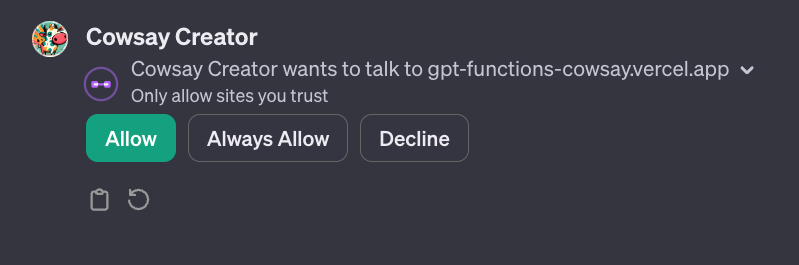 Cowsay Creator
Cowsay Creator wants to talk to gpt-functions-cowsay.vercel.app
Only allow sites you trust
Allow
Always Allow
Decline